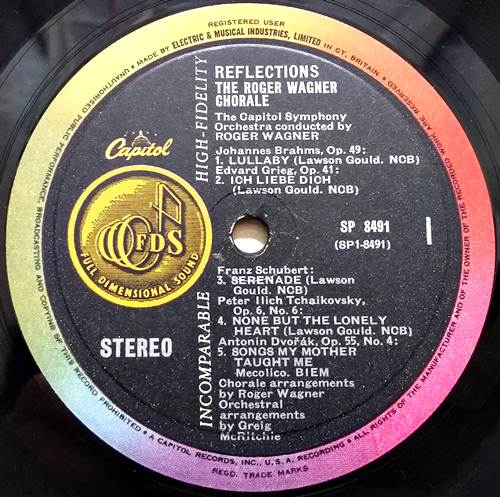 REGISTERED USER
MADE BY ELECTRIC & MUSICAL INDUSTRIES, LIMITED IN GT. BRITAIN •
ALL RIGHTS OF THE MANUFACTURER AND OF THE OWNER OF THE RECORDED WORK ARE RESERVED •
UNAUTHORISED PUBLIC PERFORMANCE, BROADCASTING AND COPYING OF THIS RECORD PROHIBITED •
A CAPITOL RECORDS, INC., U.S.A. RECORDING •
REGD. TRADE MARKS
Capitol
FDS
FULL DIMENSIONAL SOUND
STEREO
INCOMPARABLE HIGH-FIDELITY
REFLECTIONS
THE ROGER WAGNER
CHORALE
The Capitol Symphony
Orchestra conducted by
ROGER WAGNER
Johannes Brahms, Op. 49:
1. LULLABY (Lawson Gould. NCB)
Edvard Grieg, Op. 41:
2. ICH LIEBE DICH
(Lawson Gould. NCB)
SP 8491
(SP1-8491)
1
Franz Schubert:
3. SERENADE (Lawson
Gould. NCB)
Peter Ilich Tchaikovsky,
Op. 6, No. 6:
4. NONE BUT THE LONELY
HEART (Lawson Gould. NCB)
Antonin Dvořák, Op. 55, No. 4:
5. SONGS MY MOTHER
TAUGHT ME
Mecolico. BIEM
Chorale arrangements
by Roger Wagner
Orchestral
arrangements
by Greig
McRitchie